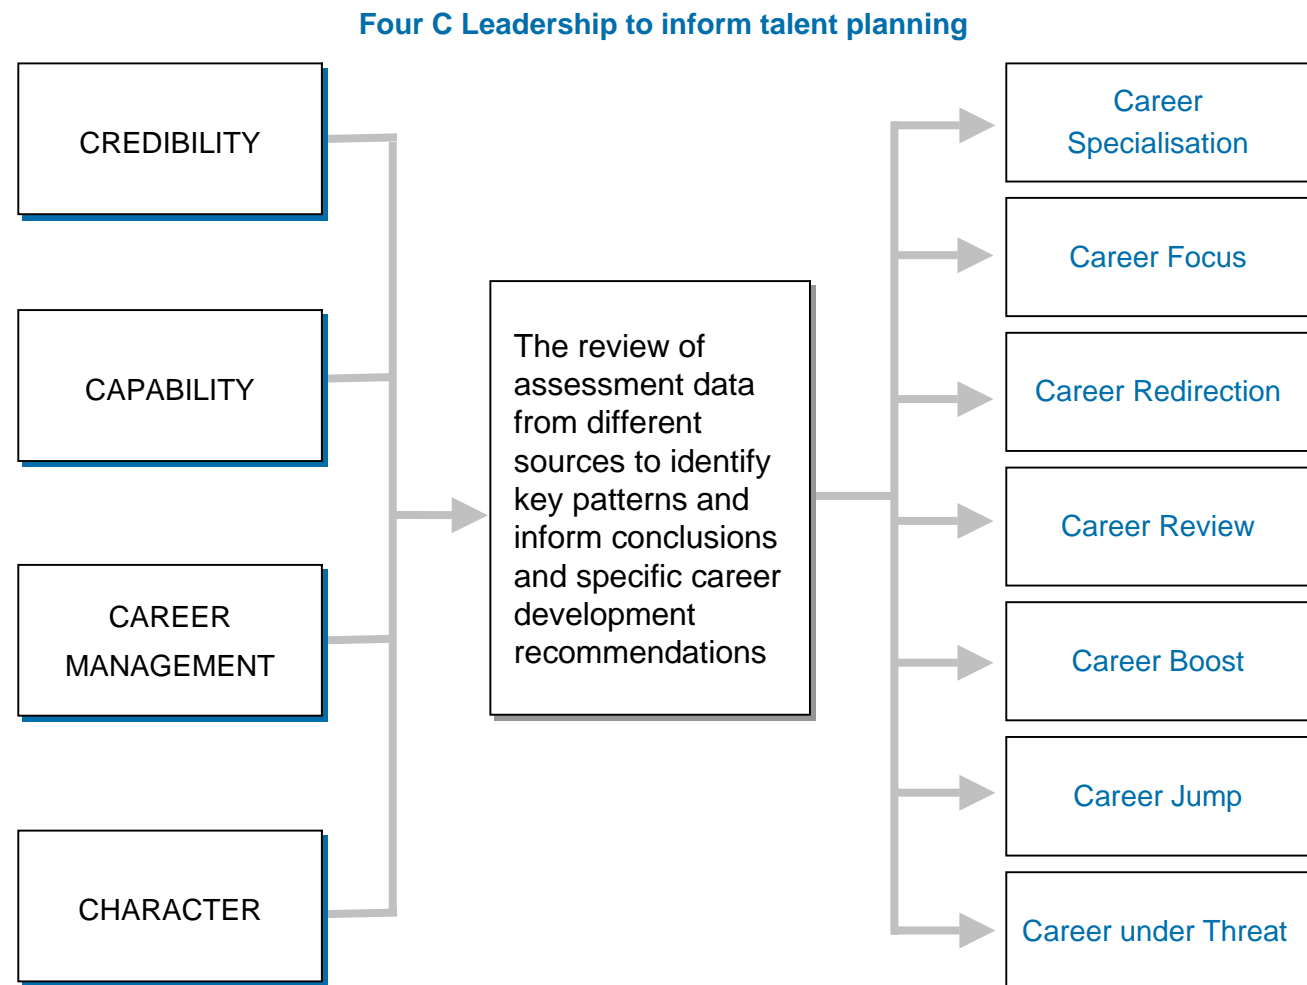 Four C Leadership to inform talent planning
CREDIBILITY
CAPABILITY
CAREER
MANAGEMENT
CHARACTER
The review of
assessment data
from different
sources to identify
key patterns and
inform conclusions
and specific career
development
recommendations
Career
Specialisation
Career Focus
Career Redirection
Career Review
Career Boost
Career Jump
Career under Threat